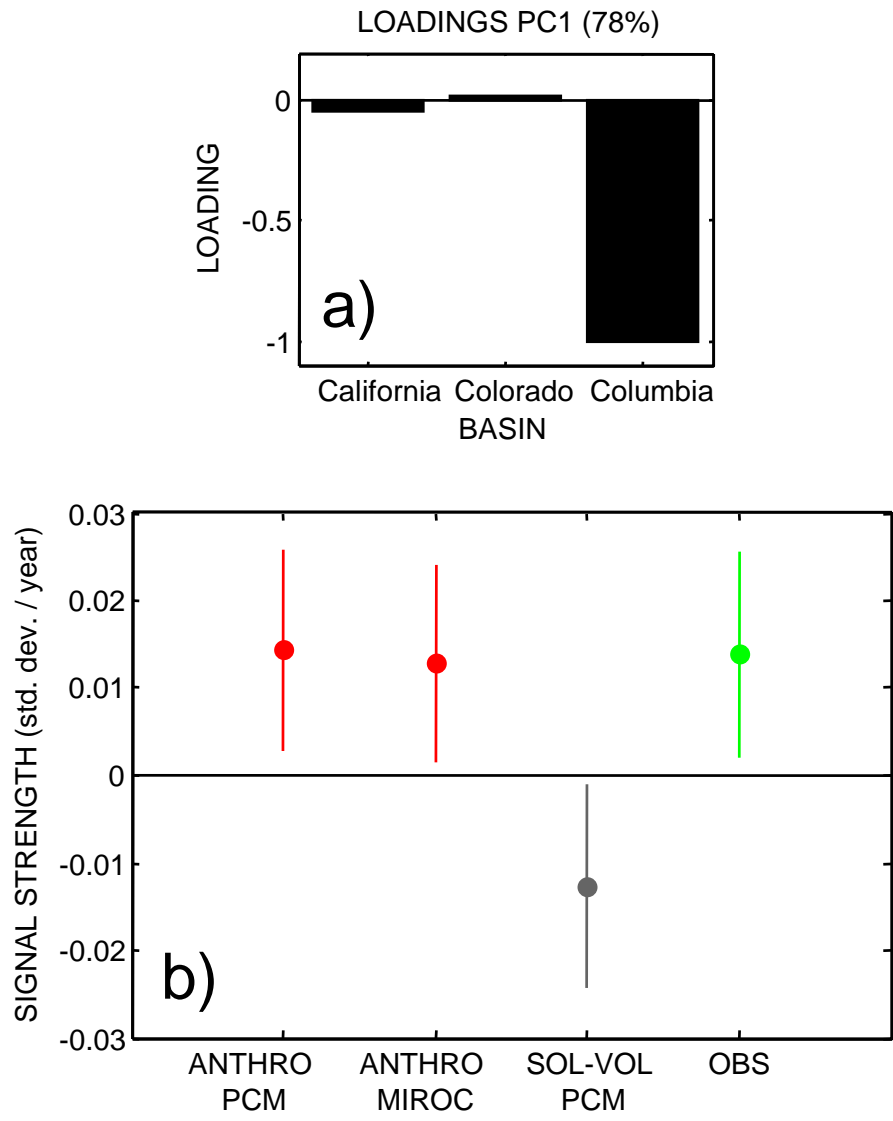 LOADINGS PC1 (78%)
0
-0.5
-1
LOADING
a)
California Colorado Columbia
BASIN
0.03
0.02
0.01
0
-0.01
-0.02
-0.03
SIGNAL STRENGTH (std. dev. / year)
b)
ANTHRO ANTHRO SOL-VOL OBS
PCM MIROC PCM